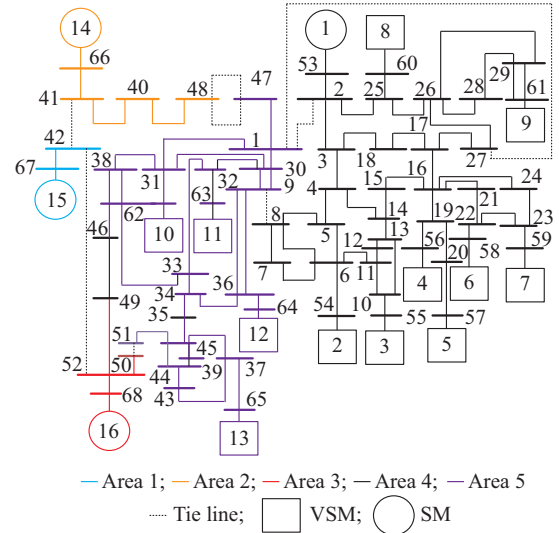 14 1 8
66 53 60 29
41 40 48 47 2 25 26 28 61
17 9
42 1 3 18 16 27
67 38 31 32 30 4 15 24
15 63 9 14 21
62 10 11 8 5 12 13 19 22 23
46 56 20 58 59
33 7 6 11 4 6 7
49 34 36 10
35 64 54 55 57
51 12 2 3 5
52 50 44 45 37
68 39
43 65
16 13
Area 1; Area 2; Area 3; Area 4; Area 5
Tie line; VSM; SM